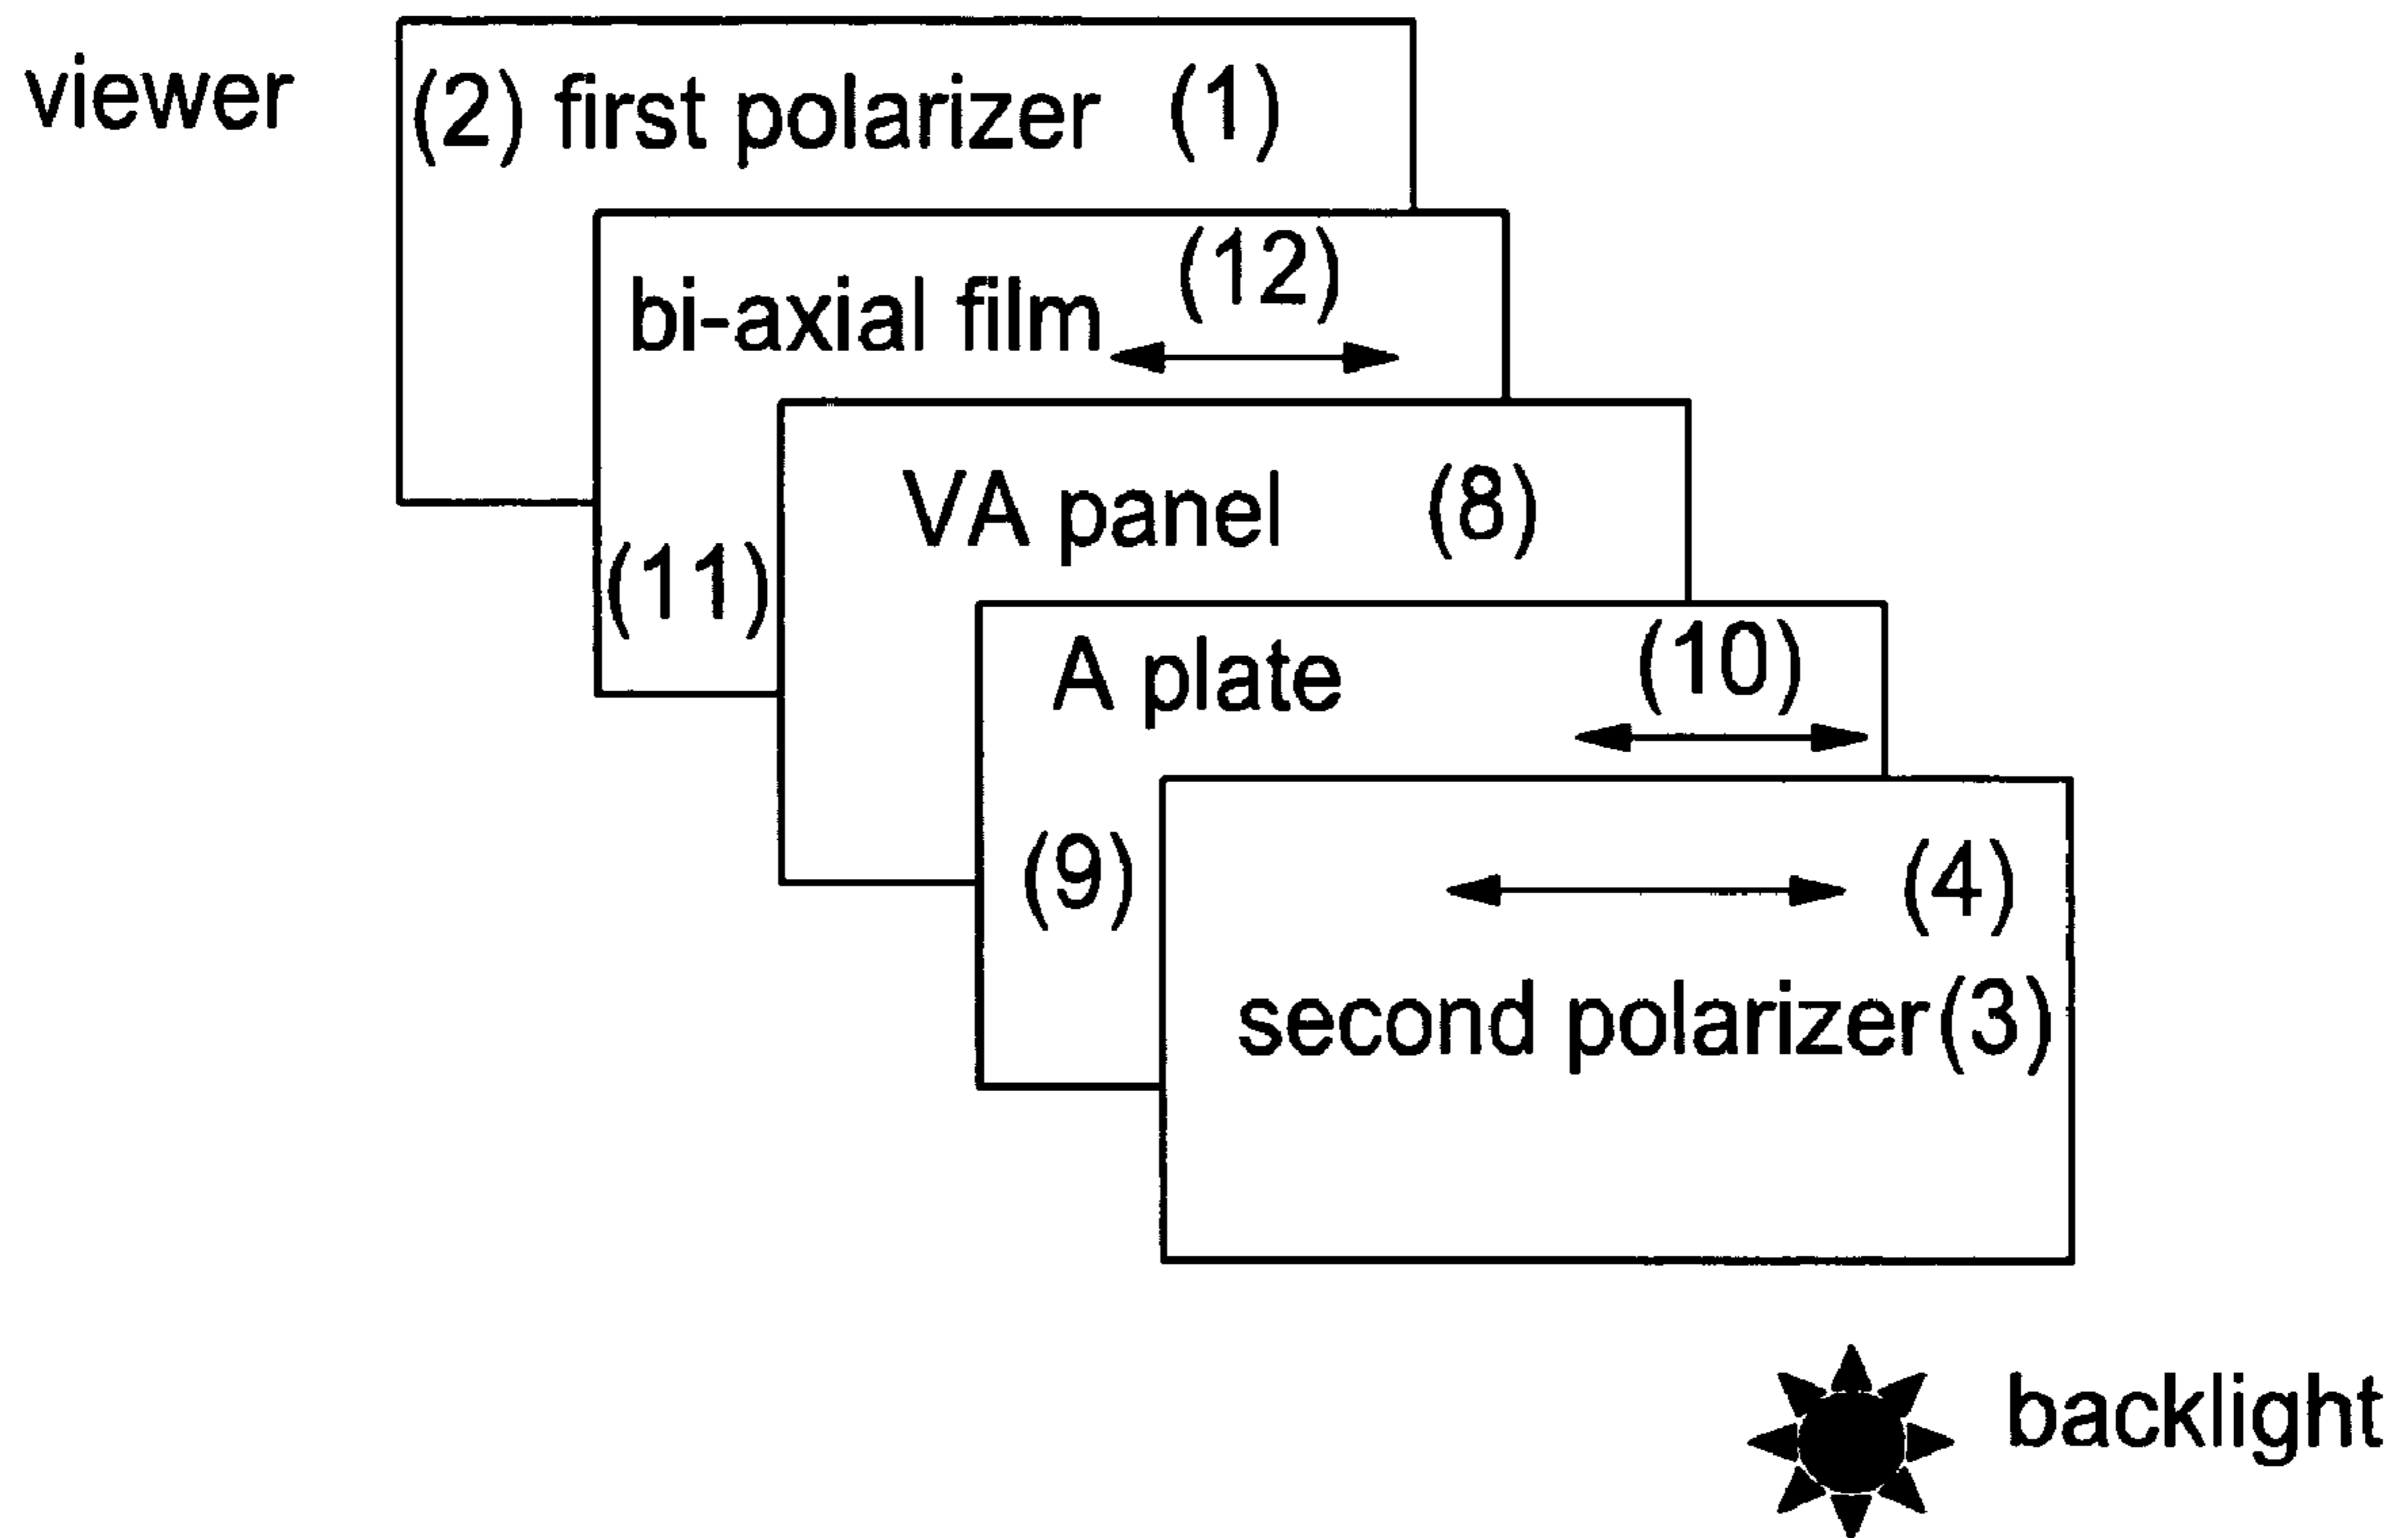 viewer
(2) first polarizer (1)
(12)
bi-axial film
VA panel (8)
(11)
A plate (10)
(9)
(4)
second polarizer(3)
backlight